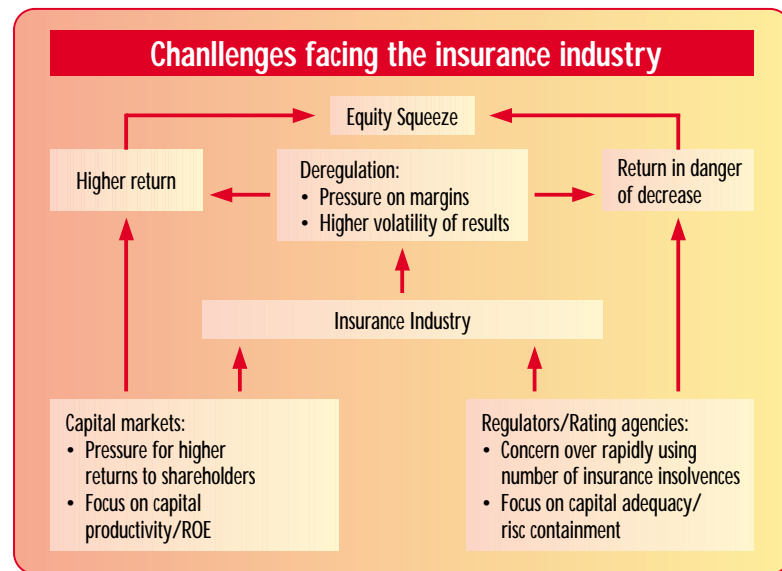 Chanllenges facing the insurance industry
Equity Squeeze
Higher return
Deregulation:
• Pressure on margins
• Higher volatility of results
Return in danger
of decrease
Insurance Industry
Capital markets:
• Pressure for higher
returns to shareholders
• Focus on capital
productivity/ROE
Regulators/Rating agencies:
• Concern over rapidly using
number of insurance insolvences
• Focus on capital adequacy/
risc containment